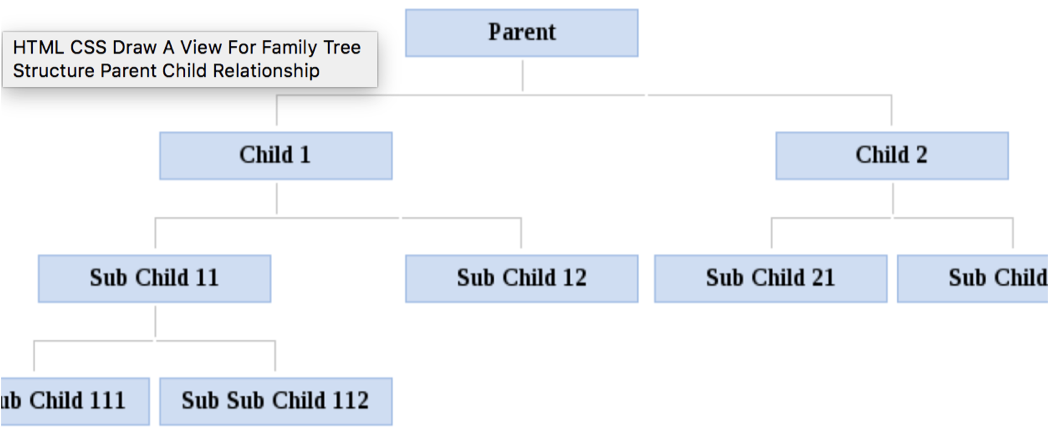 Parent
HTML CSS Draw A View For Family Tree
Structure Parent Child Relationship
Child 1
Child 2
Sub Child 11
Sub Child 12
Sub Child 21
Sub Child
Child 111
Sub Sub Child 112